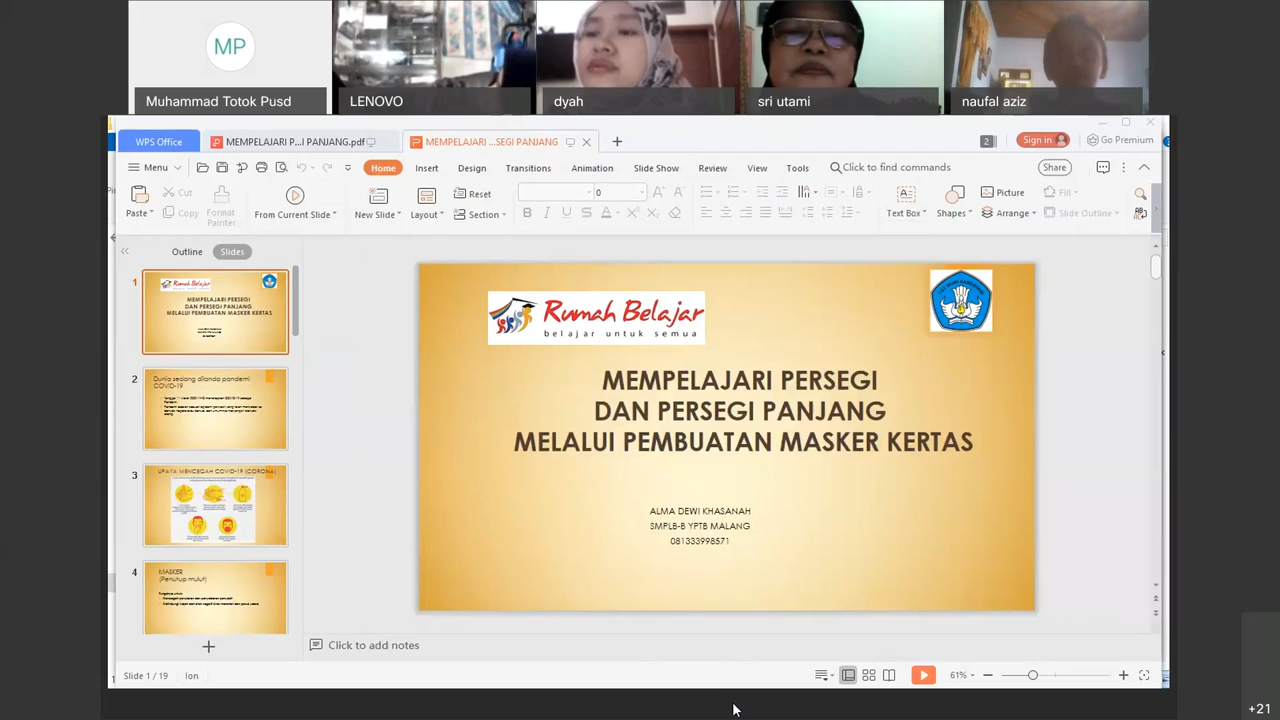 MP
Muhammad Totok Pusd
LENOVO
dyah
sri utami
naufal aziz
WPS Office
MEMPELAJARI P...I PANJANG.pdf
MEMPELAJARI ...SEGI PANJANG
2
Sign in
Go Premium
Menu
Home
Insert
Design
Transitions
Animation
Slide Show
Review
View
Tools
Click to find commands
Share
Paste
Cut
Copy
Format
Painter
From Current Slide
New Slide
Layout
Reset
Section
0
B I U S A
Text Box
Shapes
Picture
Arrange
Fill
Slide Outline
Outline
Slides
1
Rumah Belajar
MEMPELAJARI PERSEGI
DAN PERSEGI PANJANG
MELALUI PEMBUATAN MASKER KERTAS
2
Dunia sedang dilanda pandemi
COVID-19
3
UPAYA MENCEGAH COVID-19 (CORONA)
4
MASKER
(Penutup mulut)
Rumah Belajar
belajar untuk semua
MEMPELAJARI PERSEGI
DAN PERSEGI PANJANG
MELALUI PEMBUATAN MASKER KERTAS
ALMA DEWI KHASANAH
SMPLB-B YPTB MALANG
081333998571
Click to add notes
Slide 1 / 19
Ion
61%
+21